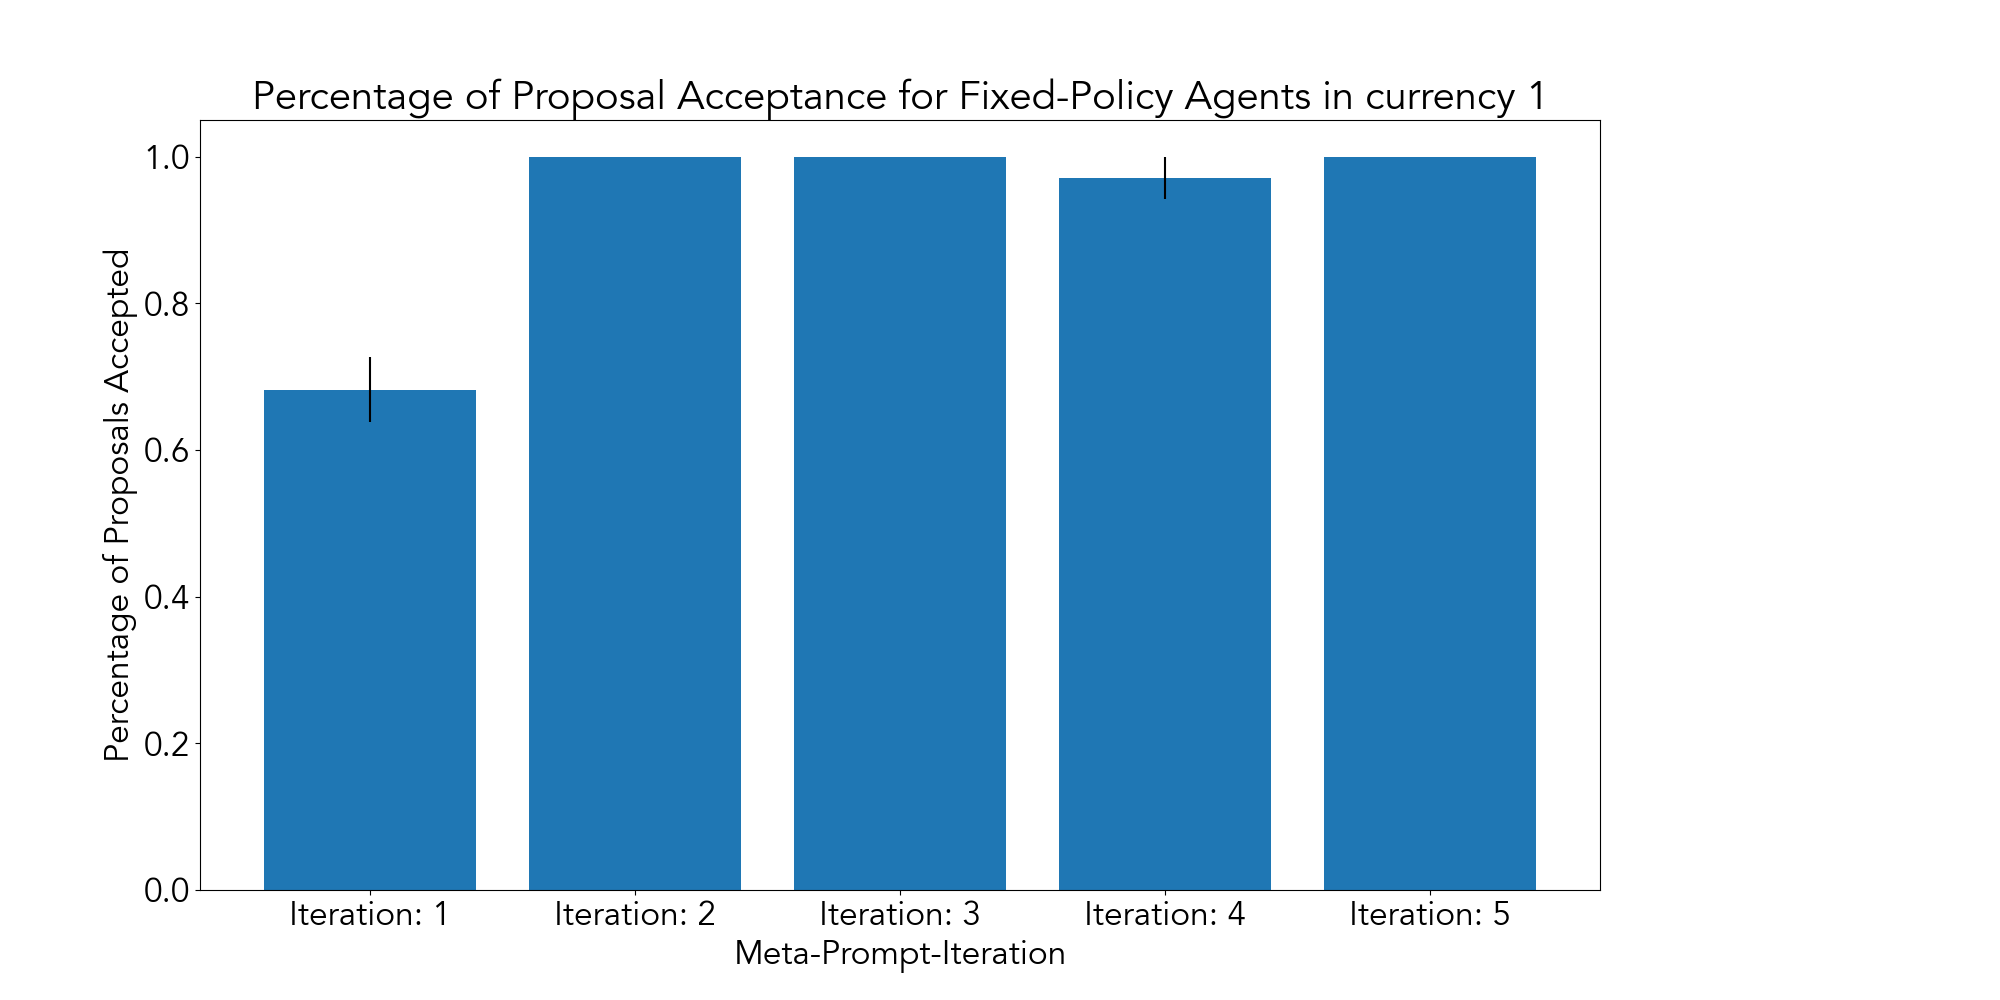 Percentage of Proposal Acceptance for Fixed-Policy Agents in currency 1
Percentage of Proposals Accepted
1.0
0.8
0.6
0.4
0.2
0.0
Iteration: 1 Iteration: 2 Iteration: 3 Iteration: 4 Iteration: 5
Meta-Prompt-Iteration